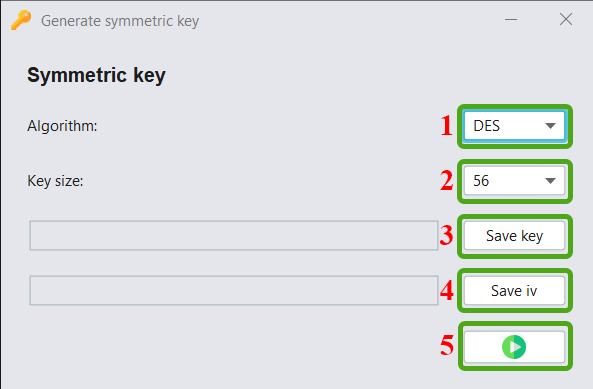 Generate symmetric key
Symmetric key
Algorithm: 1 DES
Key size: 2 56
3 Save key
4 Save iv
5